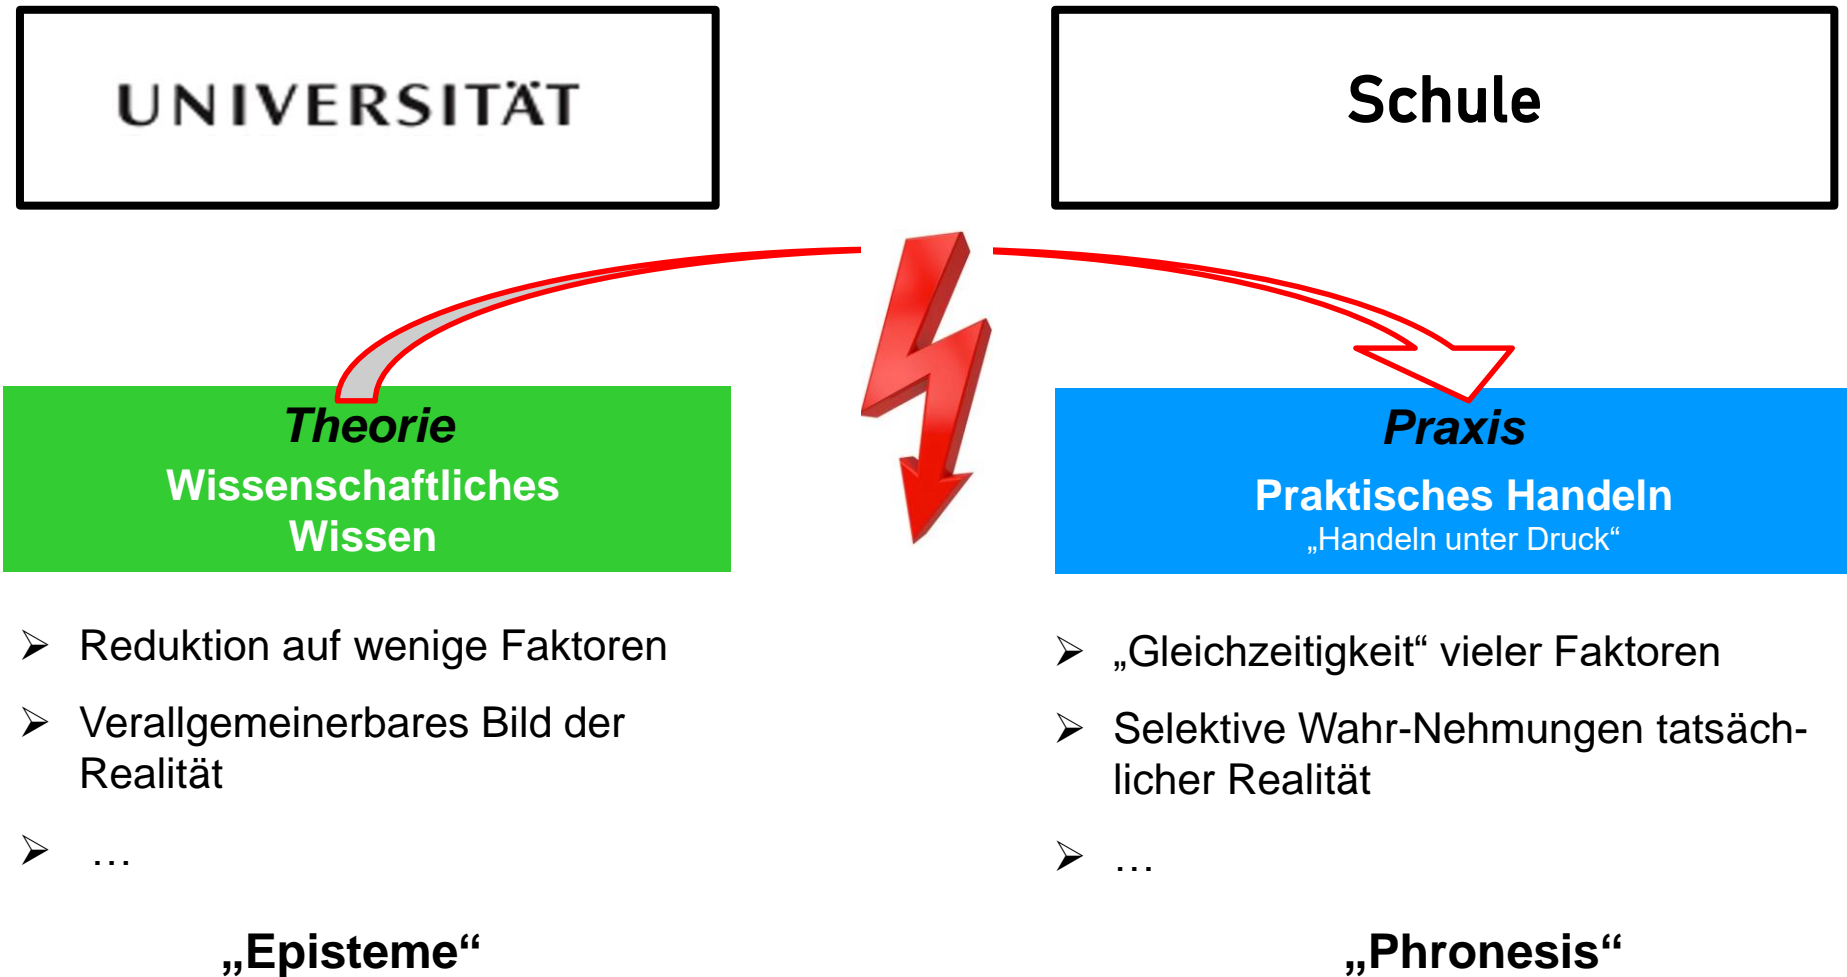 UNIVERSITÄT
Schule
Theorie
Wissenschaftliches
Wissen
Praxis
Praktisches Handeln
„Handeln unter Druck“
➢ Reduktion auf wenige Faktoren
➢ Verallgemeinerbares Bild der
Realität
➢ …
„Episteme“
➢ „Gleichzeitigkeit“ vieler Faktoren
➢ Selektive Wahr-Nehmungen tatsäch-
licher Realität
➢ …
„Phronesis“